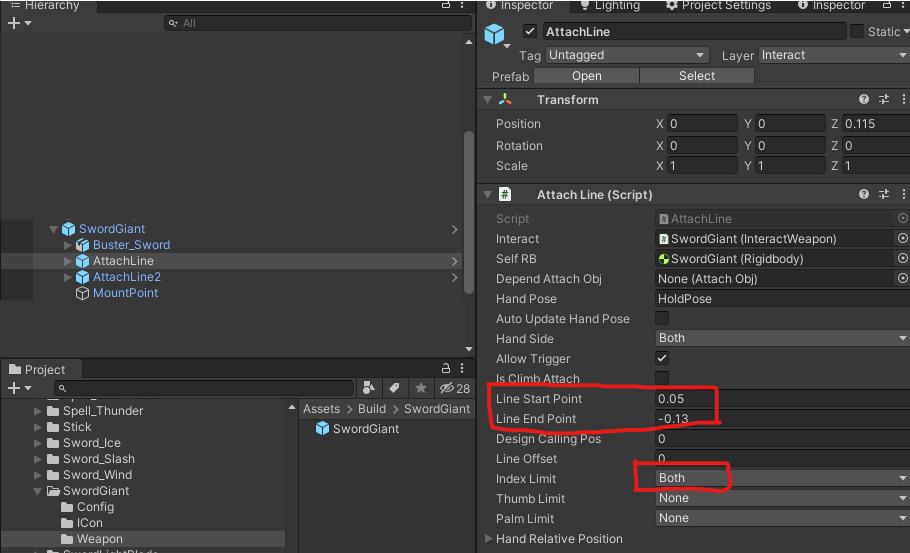 Hierarchy
All
SwordGiant
Buster_Sword
AttachLine
AttachLine2
MountPoint
Project
28
Spell_Thunder
Stick
Sword_Ice
Sword_Slash
Sword_Wind
SwordGiant
Config
ICon
Weapon
SwordLightBlade
Assets > Build > SwordGiant
SwordGiant
Inspector Lighting Project Settings Inspector
AttachLine Static
Tag Untagged Layer Interact
Prefab Open Select
Transform
Position X 0 Y 0 Z 0.115
Rotation X 0 Y 0 Z 0
Scale X 1 Y 1 Z 1
Attach Line (Script)
Script AttachLine
Interact SwordGiant (InteractWeapon)
Self RB SwordGiant (Rigidbody)
Depend Attach Obj None (Attach Obj)
Hand Pose HoldPose
Auto Update Hand Pose
Hand Side Both
Allow Trigger
Is Climb Attach
Line Start Point 0.05
Line End Point -0.13
Design Calling Pos 0
Line Offset 0
Index Limit Both
Thumb Limit None
Palm Limit None
Hand Relative Position